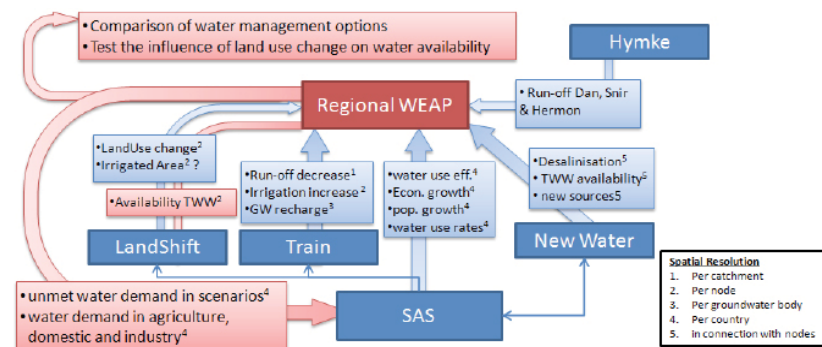 • Comparison of water management options
• Test the influence of land use change on water availability
Hymke
Regional WEAP
• Run-off Dan, Snir
& Hermon
• LandUse change²
• Irrigated Area² ?
• Availability TWW²
• Run-off decrease¹
• Irrigation increase²
• GW recharge³
• water use eff.⁴
• Econ. growth⁴
• pop. growth⁴
• water use rates⁴
• Desalinisation⁵
• TWW availability⁵
• new sources5
LandShift
Train
New Water
• unmet water demand in scenarios⁴
• water demand in agriculture,
domestic and industry⁴
SAS
Spatial Resolution
1. Per catchment
2. Per node
3. Per groundwater body
4. Per country
5. In connection with nodes